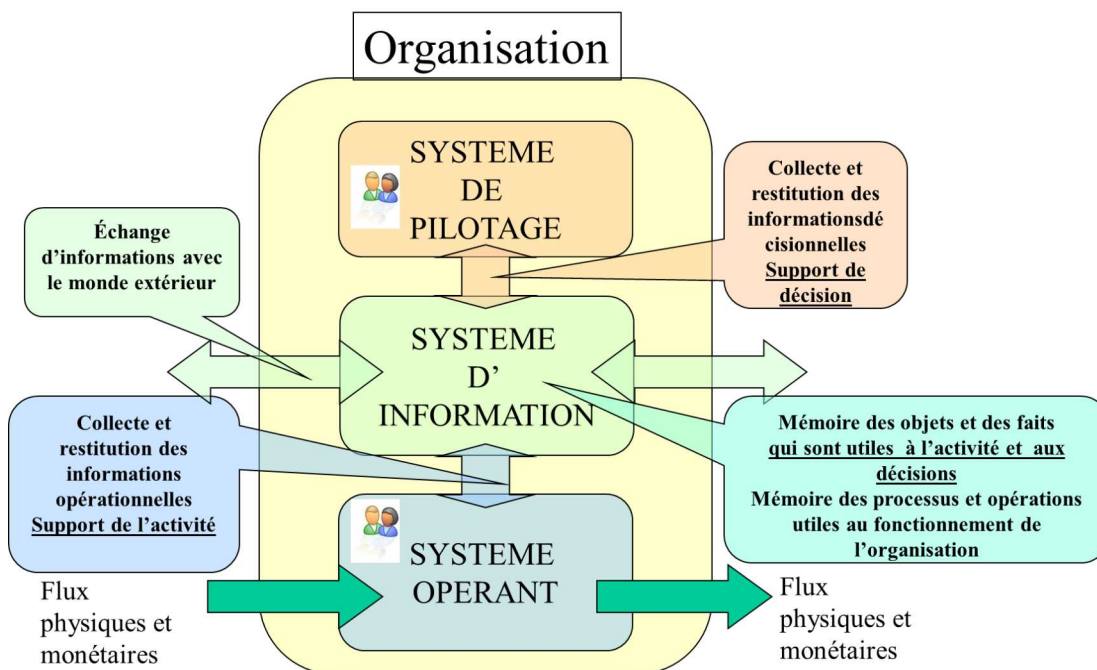 Organisation
SYSTEME
DE
PILOTAGE
Collecte et
restitution des
informationsdé
cisionnelles
Support de
décision
Échange
d’informations avec
le monde extérieur
SYSTEME
D’
INFORMATION
Collecte et
restitution des
informations
opérationnelles
Support de l’activité
Mémoire des objets et des faits
qui sont utiles à l’activité et aux
décisions
Mémoire des processus et opérations
utiles au fonctionnement de
l’organisation
SYSTEME
OPERANT
Flux
physiques et
monétaires
Flux
physiques et
monétaires